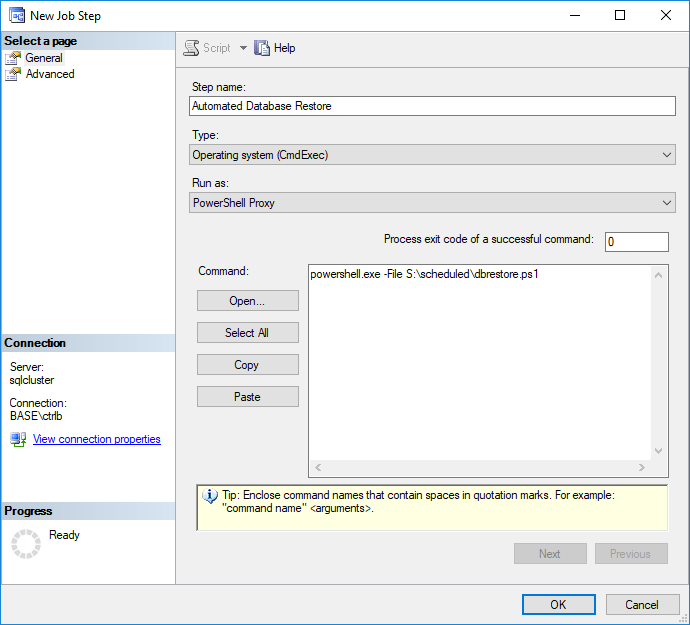 New Job Step
Select a page
General
Advanced
Script
Help
Step name:
Automated Database Restore
Type:
Operating system (CmdExec)
Run as:
PowerShell Proxy
Process exit code of a successful command:
0
Command:
powershell.exe -File S:\scheduled\dbrestore.ps1
Open...
Select All
Copy
Paste
Connection
Server:
sqlcluster
Connection:
BASE\ctrlb
View connection properties
Progress
Ready
Tip: Enclose command names that contain spaces in quotation marks. For example:
"command name" <arguments>.
Next
Previous
OK
Cancel